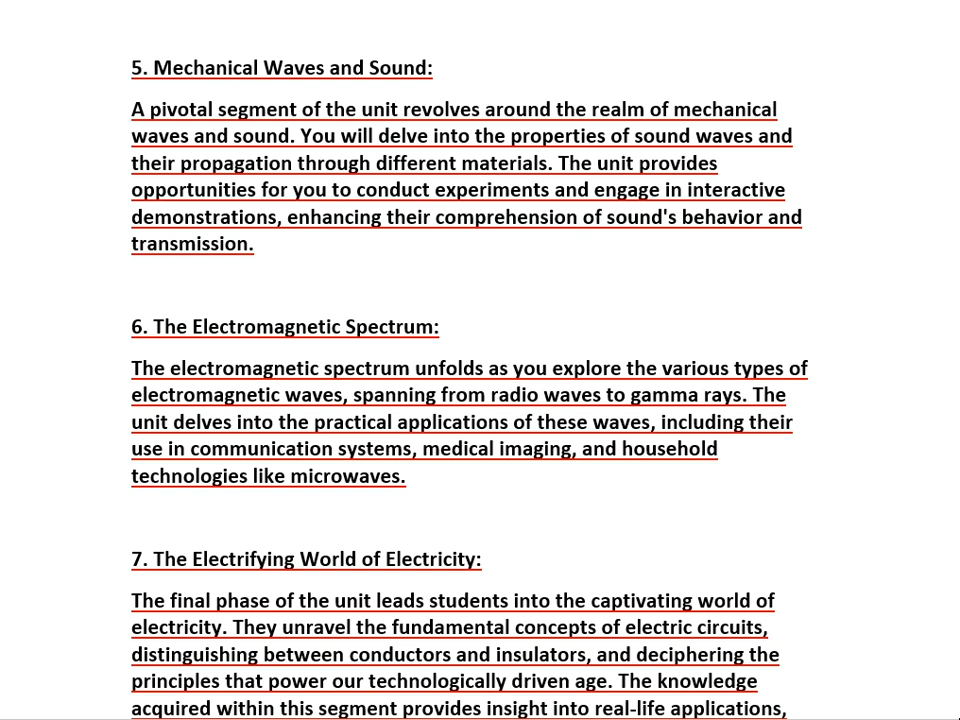 5. Mechanical Waves and Sound:
A pivotal segment of the unit revolves around the realm of mechanical
waves and sound. You will delve into the properties of sound waves and
their propagation through different materials. The unit provides
opportunities for you to conduct experiments and engage in interactive
demonstrations, enhancing their comprehension of sound's behavior and
transmission.
6. The Electromagnetic Spectrum:
The electromagnetic spectrum unfolds as you explore the various types of
electromagnetic waves, spanning from radio waves to gamma rays. The
unit delves into the practical applications of these waves, including their
use in communication systems, medical imaging, and household
technologies like microwaves.
7. The Electrifying World of Electricity:
The final phase of the unit leads students into the captivating world of
electricity. They unravel the fundamental concepts of electric circuits,
distinguishing between conductors and insulators, and deciphering the
principles that power our technologically driven age. The knowledge
acquired within this segment provides insight into real-life applications,